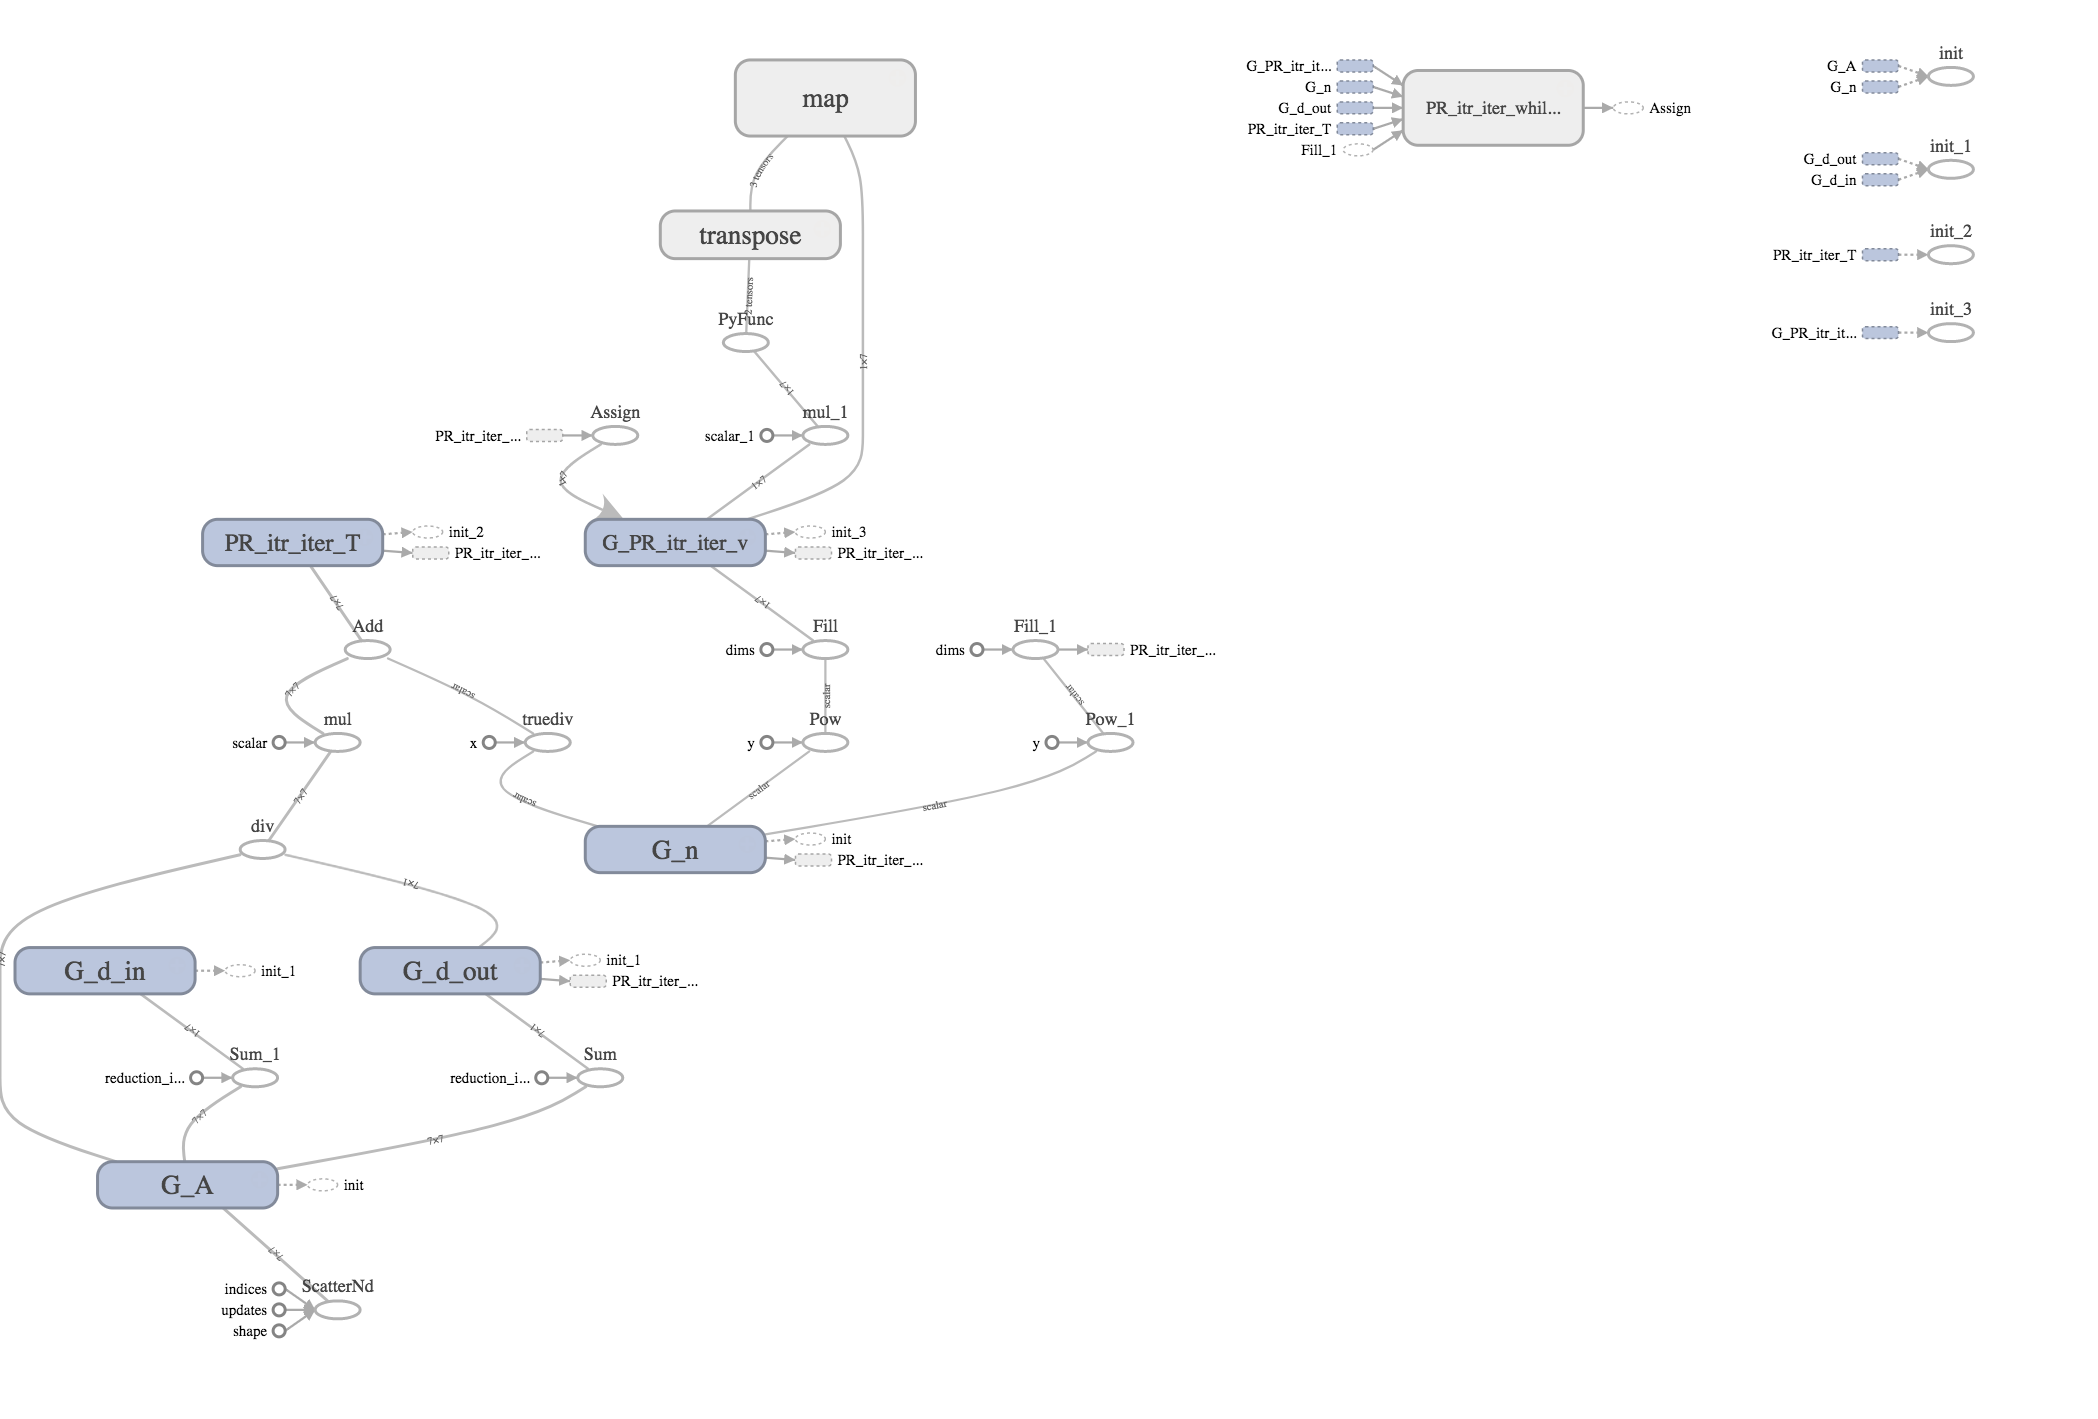 map
3 tensors
transpose
2 tensors
PyFunc
1×7
1×7
Assign
PR_itr_iter_...
mul_1
scalar_1
7×1
1×7
PR_itr_iter_T
init_2
PR_itr_iter_...
G_PR_itr_iter_v
init_3
PR_itr_iter_...
7×7
1×7
Add
Fill
dims
Fill_1
dims
PR_itr_iter_...
7×7
scalar
scalar
scalar
mul
scalar
truediv
x
Pow
y
Pow_1
y
7×7
scalar
scalar
scalar
div
G_n
init
PR_itr_iter_...
7×1
7×7
G_d_in
init_1
G_d_out
init_1
PR_itr_iter_...
1×7
7×1
Sum_1
reduction_i...
Sum
reduction_i...
7×7
7×7
G_A
init
7×7
ScatterNd
indices
updates
shape
G_PR_itr_it...
G_n
G_d_out
PR_itr_iter_T
Fill_1
PR_itr_iter_whil...
Assign
init
G_A
G_n
init_1
G_d_out
G_d_in
init_2
PR_itr_iter_T
init_3
G_PR_itr_it...